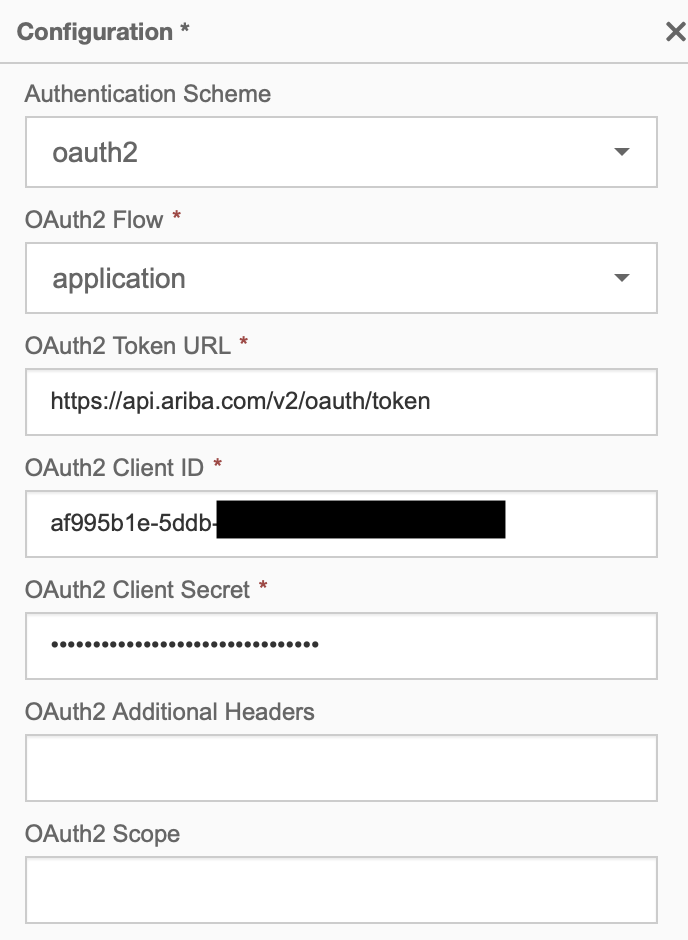 Configuration *
Authentication Scheme
oauth2
OAuth2 Flow *
application
OAuth2 Token URL *
https://api.ariba.com/v2/oauth/token
OAuth2 Client ID *
af995b1e-5ddb-
OAuth2 Client Secret *
••••••••••••••••••••••••••••••••
OAuth2 Additional Headers
OAuth2 Scope